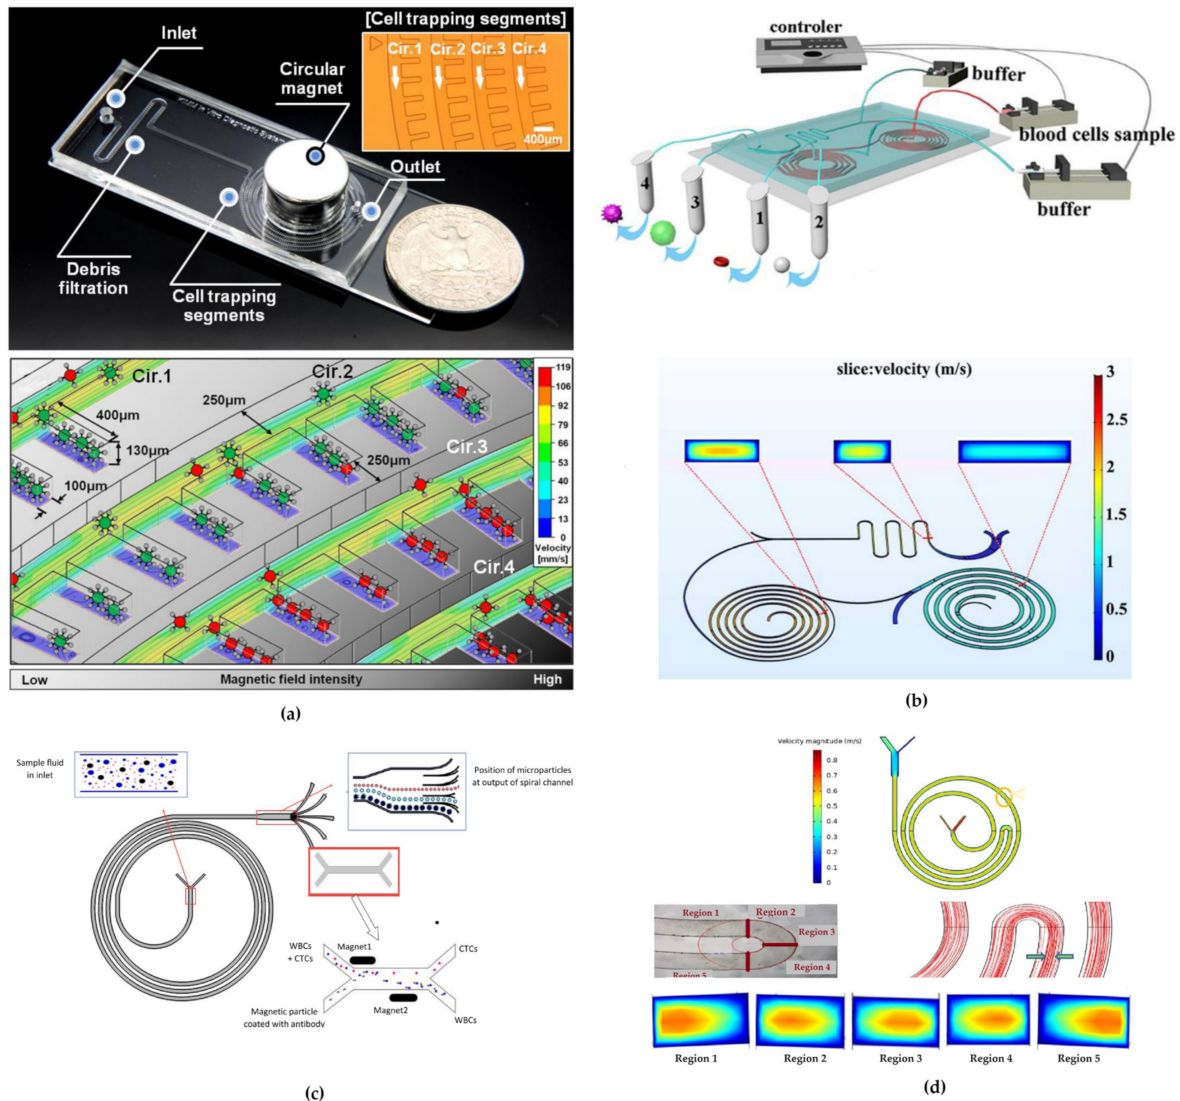 [Cell trapping segments]
Inlet
Circular
magnet
Cir.1 Cir.2 Cir.3 Cir.4
400μm
In Vitro Diagnostic System
Outlet
Debris
filtration
Cell trapping
segments
Cir.1
Cir.2
Cir.3
Cir.4
400μm
130μm
100μm
250μm
250μm
119
106
92
79
66
53
40
23
13
0
Velocity
[mm/s]
Low Magnetic field intensity High
(a)
controler
buffer
blood cells sample
buffer
4
3
1
2
slice:velocity (m/s)
3
2.5
2
1.5
1
0.5
0
(b)
Sample fluid
in inlet
Position of microparticles
at output of spiral channel
WBCs
+ CTCs
Magnet1
CTCs
Magnetic particle
coated with antibody
Magnet2
WBCs
(c)
Velocity magnitude (m/s)
0.8
0.7
0.6
0.5
0.4
0.3
0.2
0.1
0
Region 1 Region 2
Region 3
Region 4
Region 1 Region 2 Region 3 Region 4 Region 5
(d)